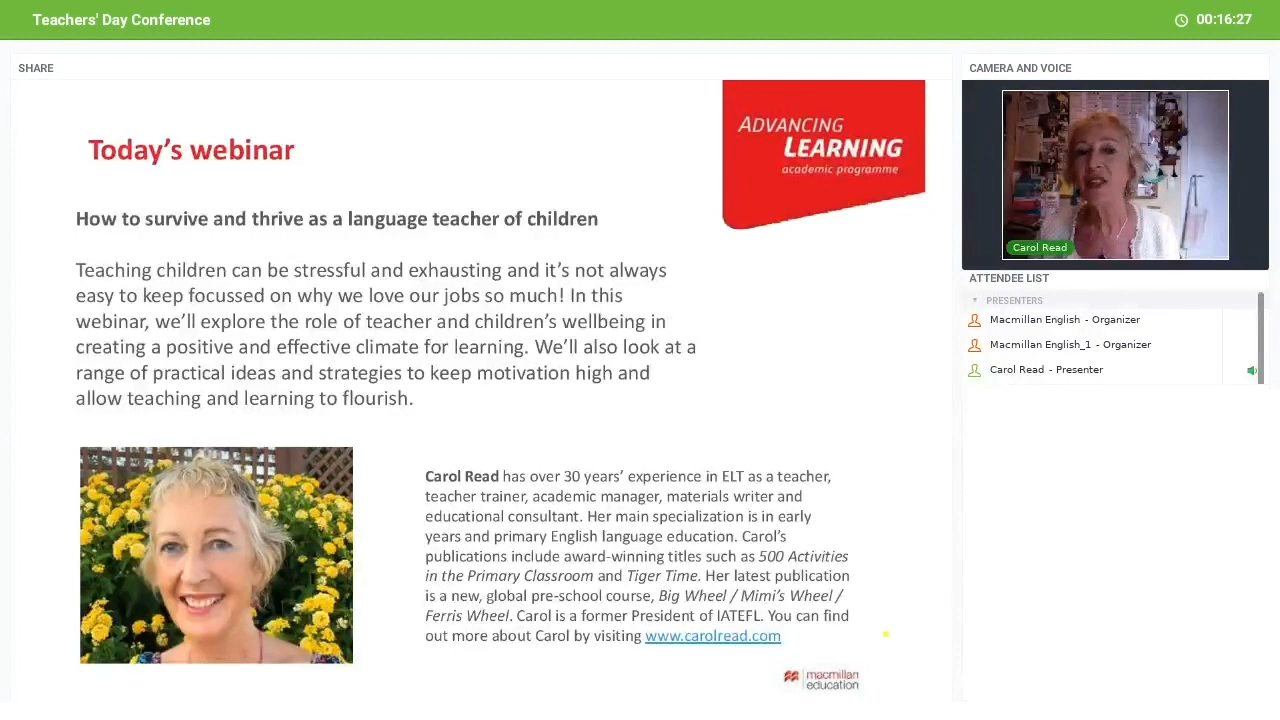 Teachers' Day Conference
00:16:27
SHARE
Today's webinar
ADVANCING
LEARNING
academic programme
How to survive and thrive as a language teacher of children
Teaching children can be stressful and exhausting and it's not always
easy to keep focussed on why we love our jobs so much! In this
webinar, we'll explore the role of teacher and children's wellbeing in
creating a positive and effective climate for learning. We'll also look at a
range of practical ideas and strategies to keep motivation high and
allow teaching and learning to flourish.
Carol Read has over 30 years' experience in ELT as a teacher,
teacher trainer, academic manager, materials writer and
educational consultant. Her main specialization is in early
years and primary English language education. Carol's
publications include award-winning titles such as 500 Activities
in the Primary Classroom and Tiger Time. Her latest publication
is a new, global pre-school course, Big Wheel / Mimi's Wheel /
Ferris Wheel. Carol is a former President of IATEFL. You can find
out more about Carol by visiting www.carolread.com
macmillan
education
CAMERA AND VOICE
Carol Read
ATTENDEE LIST
PRESENTERS
Macmillan English - Organizer
Macmillan English_1 - Organizer
Carol Read - Presenter